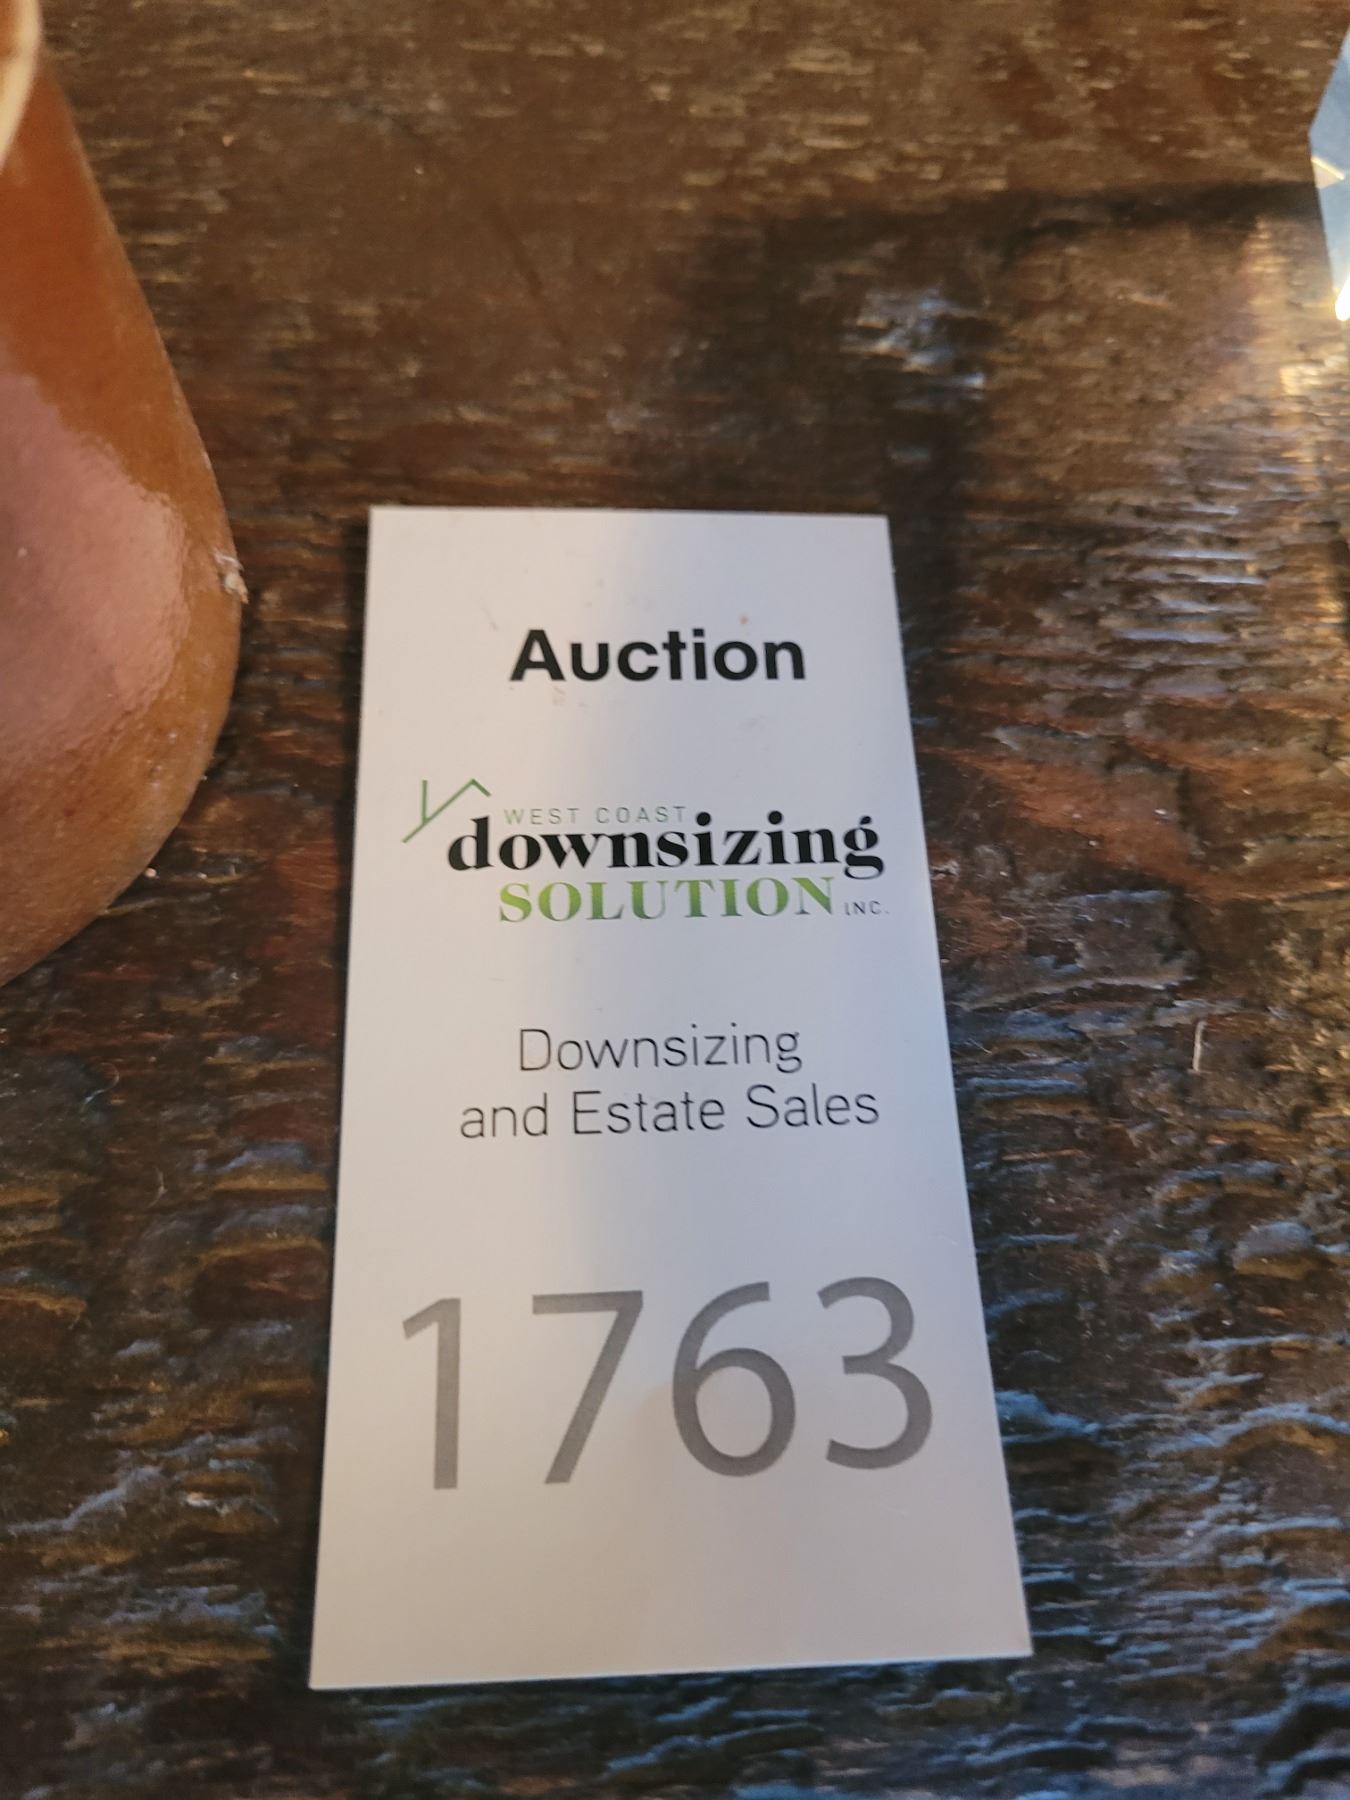 Auction
WEST COAST
downsizing
SOLUTION INC.
Downsizing
and Estate Sales
1763